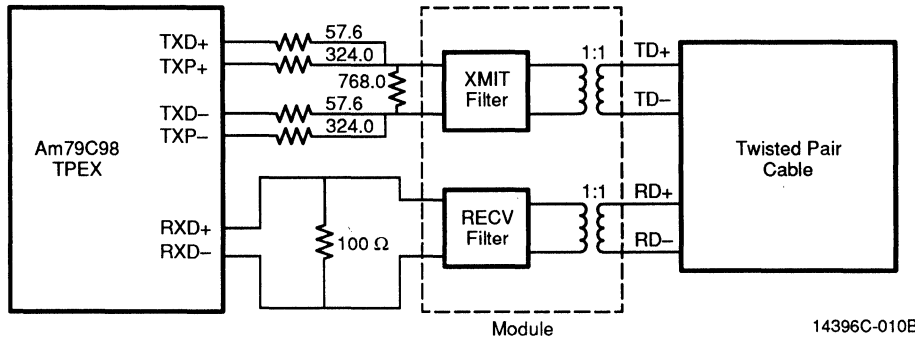 TXD+
57.6
TXP+
324.0
768.0
TXD–
57.6
TXP–
324.0
Am79C98
TPEX
RXD+
RXD–
100 Ω
XMIT
Filter
1:1
TD+
TD–
RECV
Filter
1:1
RD+
RD–
Module
Twisted Pair
Cable
14396C-010B